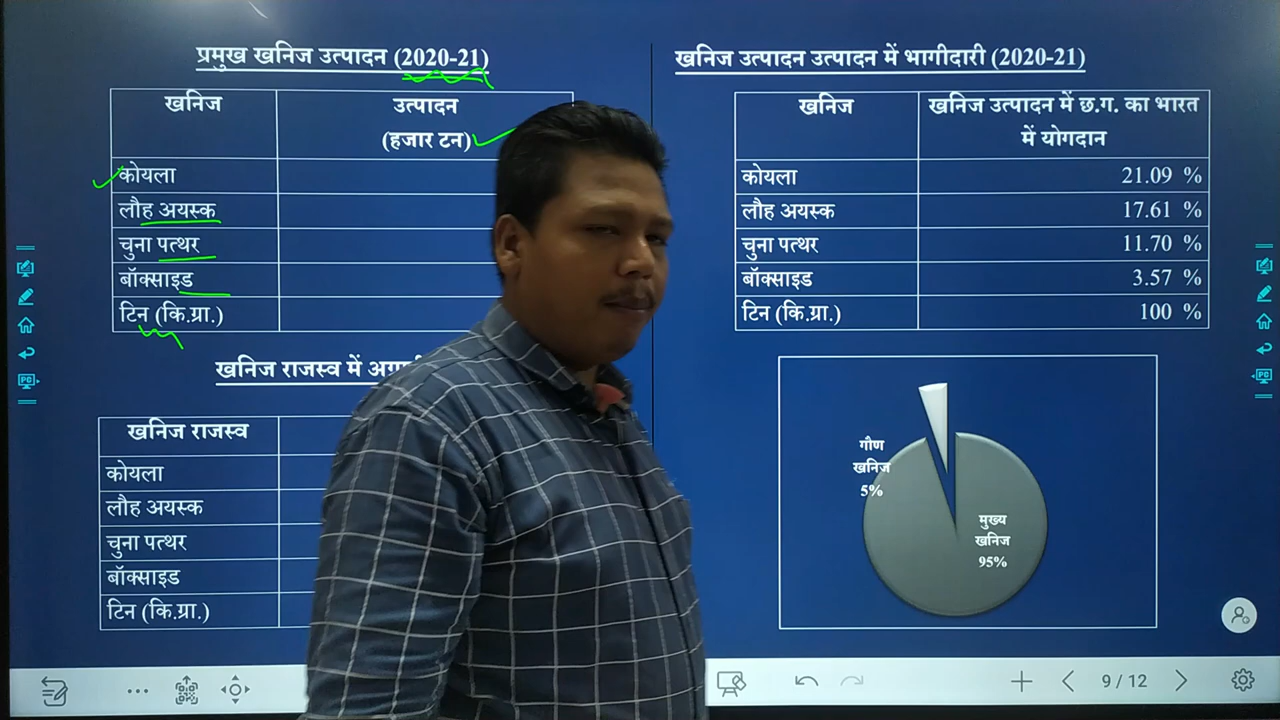 प्रमुख खनिज उत्पादन (2020-21)
खनिज उत्पादन
(हजार टन)
कोयला
लौह अयस्क
चुना पत्थर
बॉक्साइड
टिन (कि.ग्रा.)
खनिज राजस्व में
खनिज राजस्व
कोयला
लौह अयस्क
चुना पत्थर
बॉक्साइड
टिन (कि.ग्रा.)
खनिज उत्पादन उत्पादन में भागीदारी (2020-21)
खनिज खनिज उत्पादन में छ.ग. का भारत
में योगदान
कोयला 21.09 %
लौह अयस्क 17.61 %
चुना पत्थर 11.70 %
बॉक्साइड 3.57 %
टिन (कि.ग्रा.) 100 %
गौण
खनिज
5%
मुख्य
खनिज
95%
PC
PC
9 / 12